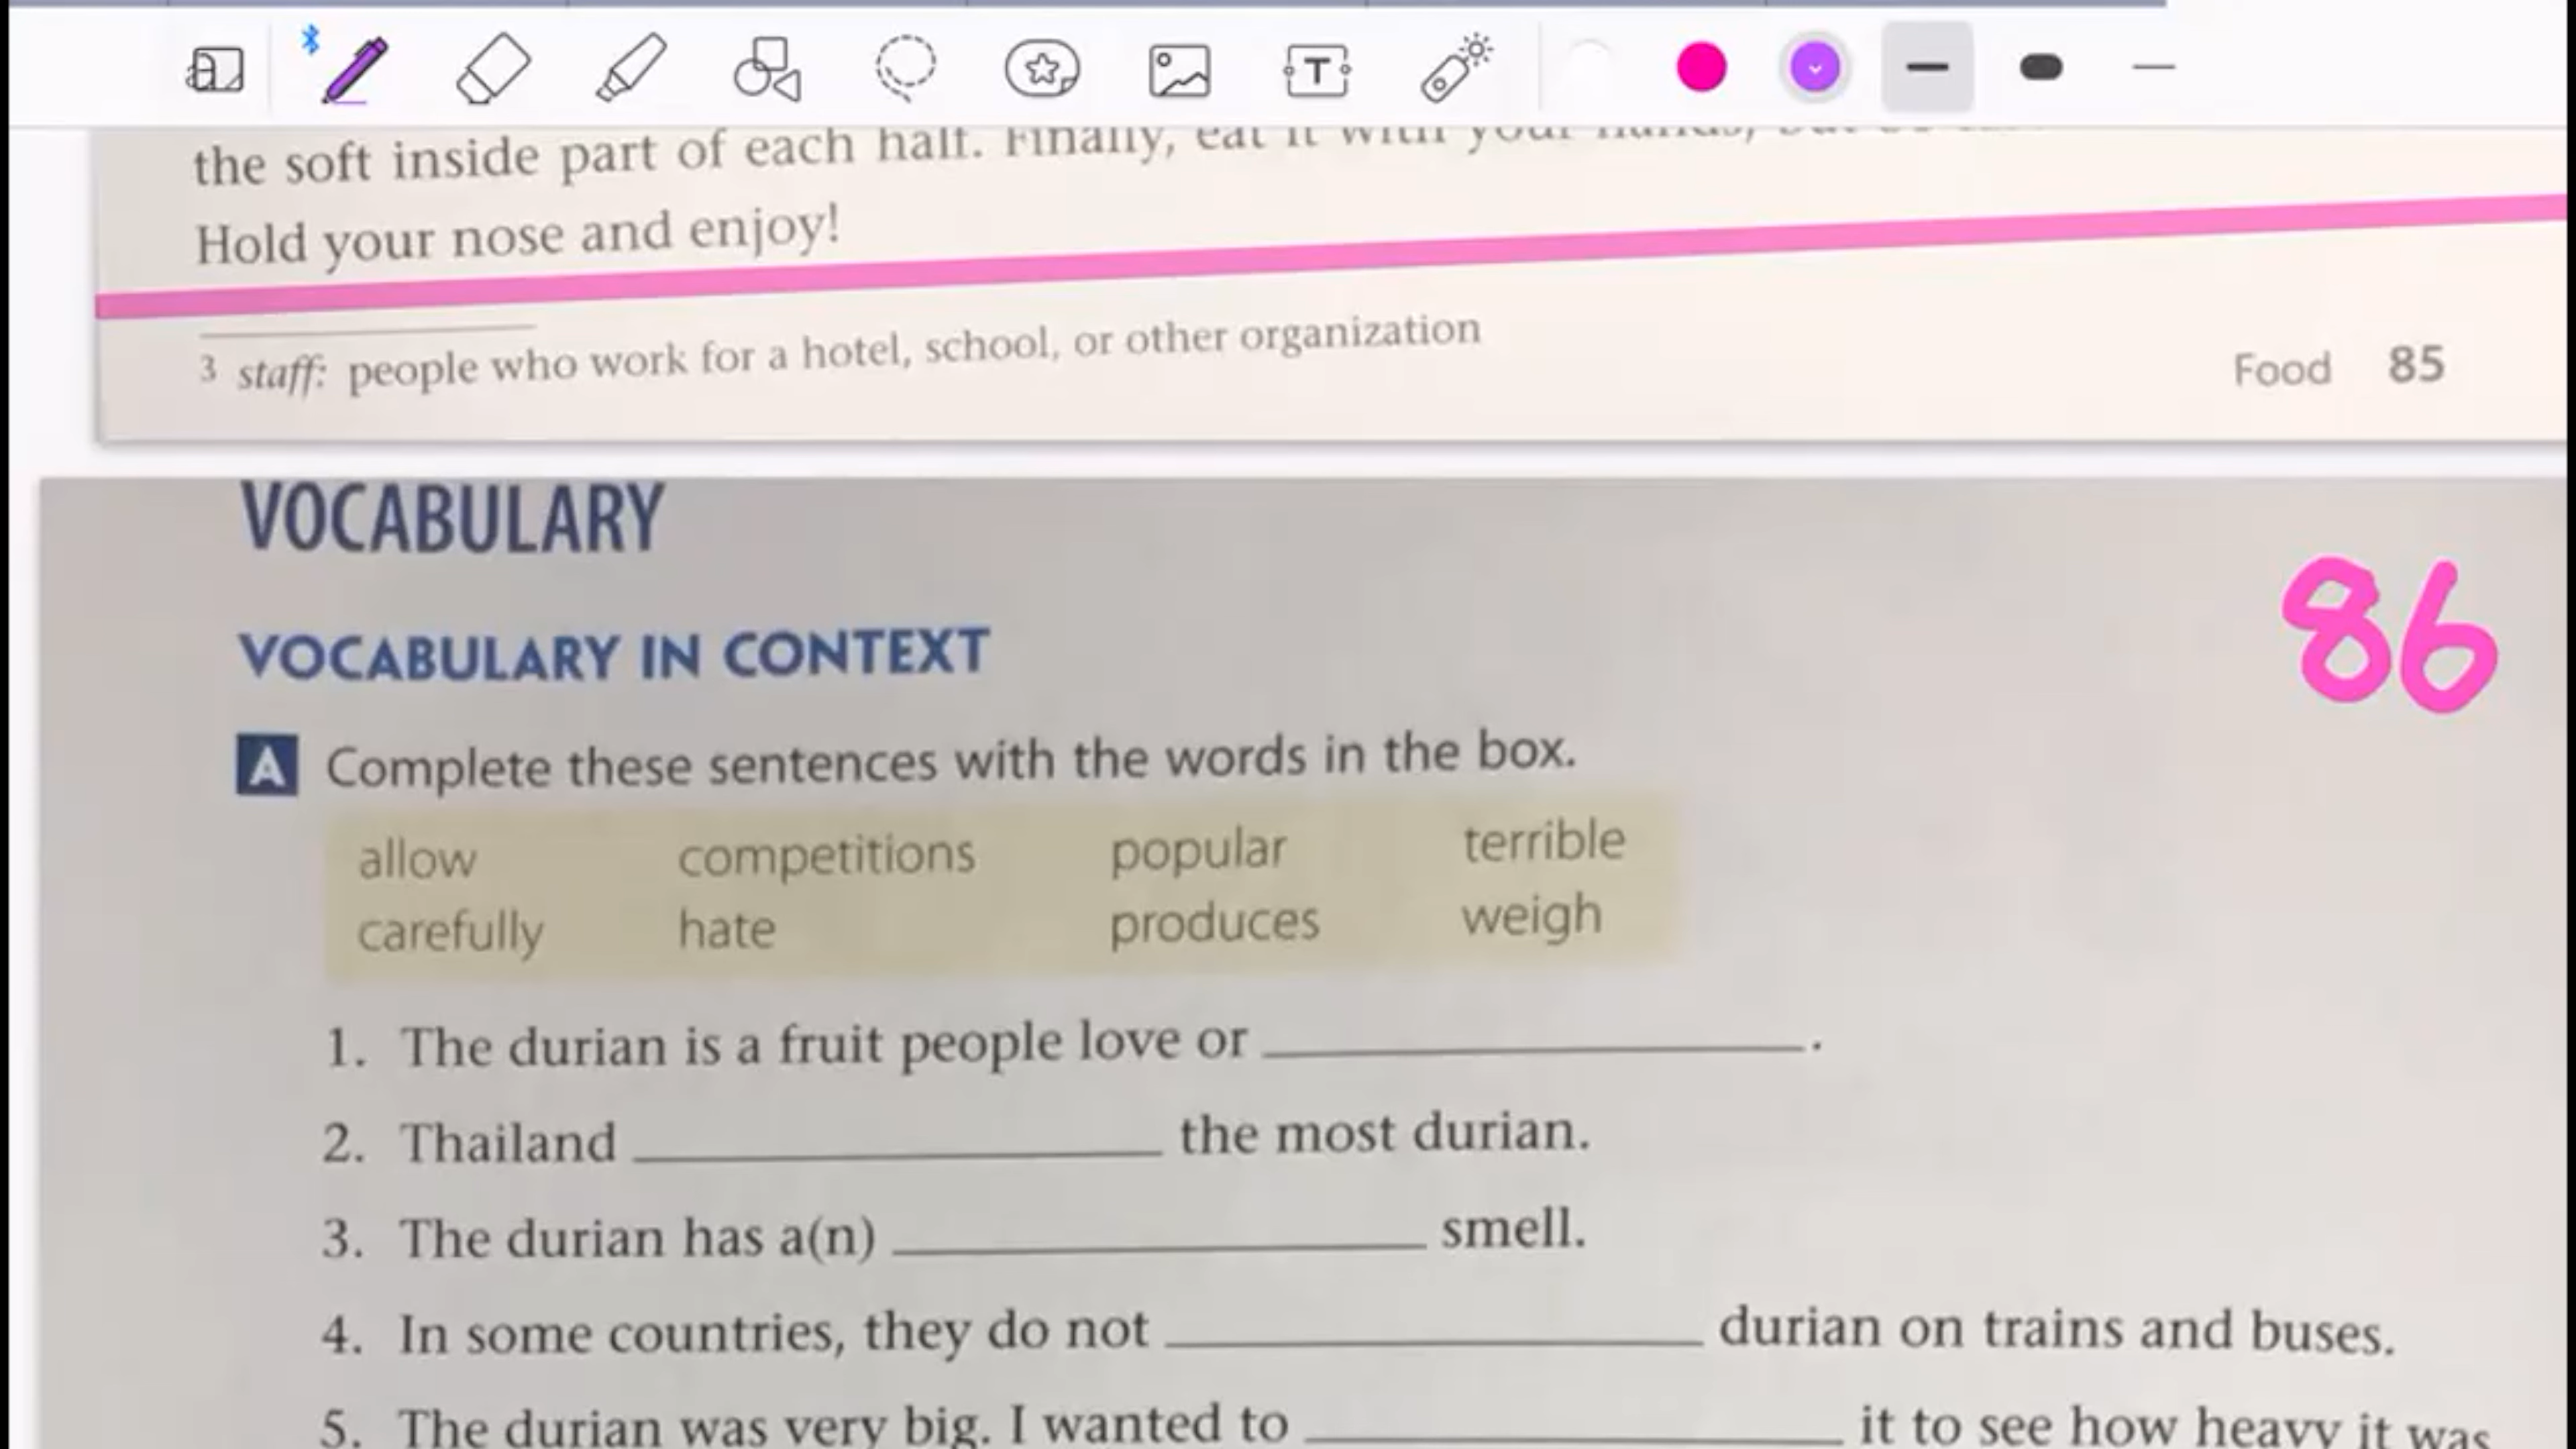 the soft inside part of each half. Finally, eat it with your hands,
Hold your nose and enjoy!
3 staff: people who work for a hotel, school, or other organization
Food 85
VOCABULARY
86
VOCABULARY IN CONTEXT
A Complete these sentences with the words in the box.
allow competitions popular terrible
carefully hate produces weigh
1. The durian is a fruit people love or ____________.
2. Thailand ____________ the most durian.
3. The durian has a(n) ____________ smell.
4. In some countries, they do not ____________ durian on trains and buses.
5. The durian was very big. I wanted to ____________ it to see how heavy it was